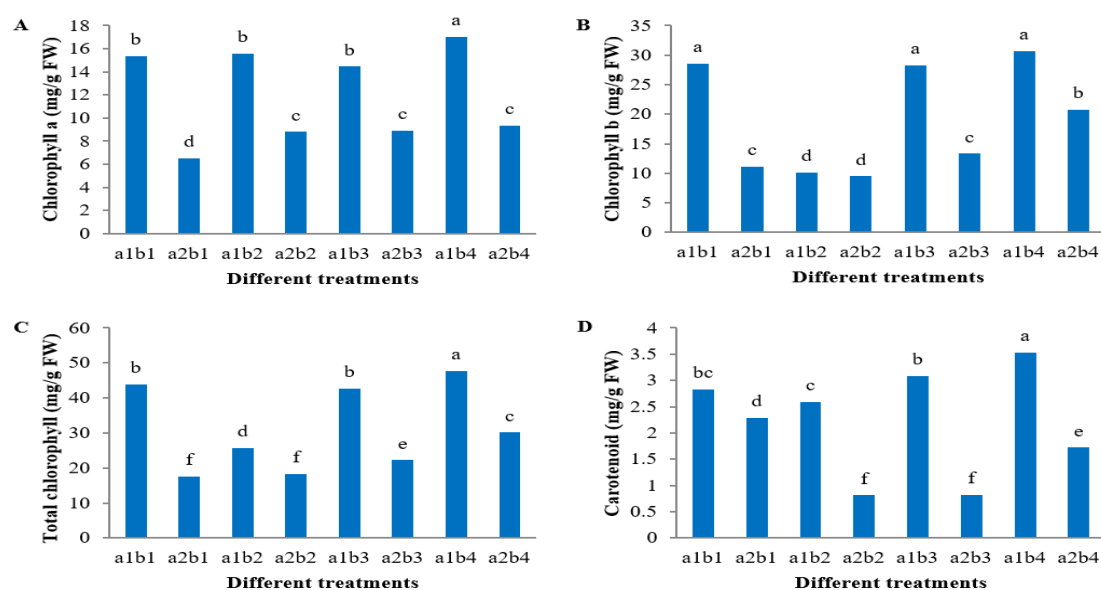 A
Chlorophyll a (mg/g FW)
18
16
14
12
10
8
6
4
2
0
b
d
b
c
b
c
a
c
a1b1 a2b1 a1b2 a2b2 a1b3 a2b3 a1b4 a2b4
Different treatments
B
Chlorophyll b (mg/g FW)
35
30
25
20
15
10
5
0
a
c
d
d
a
c
a
b
a1b1 a2b1 a1b2 a2b2 a1b3 a2b3 a1b4 a2b4
Different treatments
C
Total chlorophyll (mg/g FW)
60
50
40
30
20
10
0
b
f
d
f
b
e
a
c
a1b1 a2b1 a1b2 a2b2 a1b3 a2b3 a1b4 a2b4
Different treatments
D
Carotenoid (mg/g FW)
4
3.5
3
2.5
2
1.5
1
0.5
0
bc
d
c
f
b
f
a
e
a1b1 a2b1 a1b2 a2b2 a1b3 a2b3 a1b4 a2b4
Different treatments